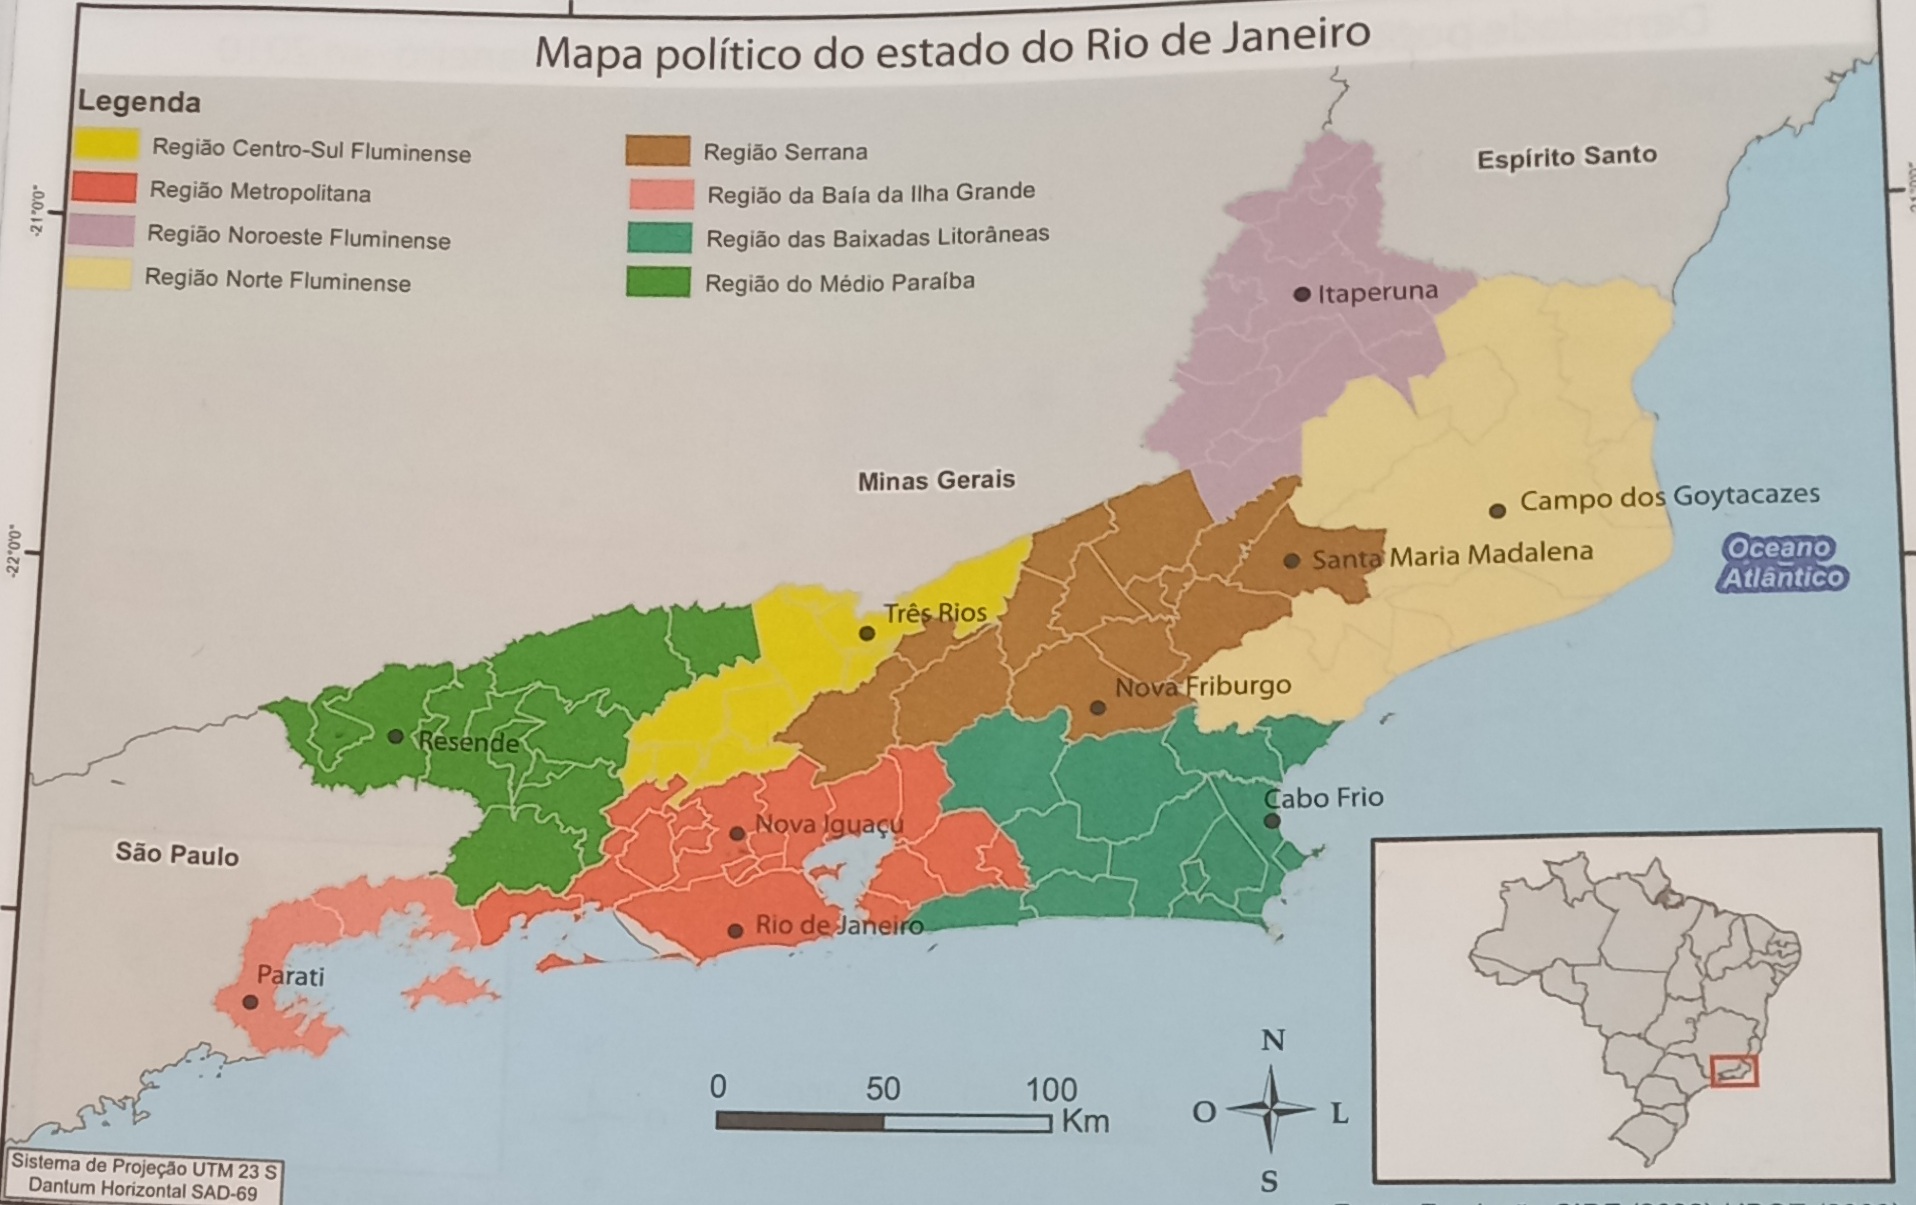 Mapa político do estado do Rio de Janeiro
Legenda
Região Centro-Sul Fluminense
Região Metropolitana
Região Noroeste Fluminense
Região Norte Fluminense
Região Serrana
Região da Baía da Ilha Grande
Região das Baixadas Litorâneas
Região do Médio Paraíba
-21°0'0"
-22°0'0"
Espírito Santo
Itaperuna
Minas Gerais
Campo dos Goytacazes
Oceano
Atlântico
Santa Maria Madalena
Três Rios
Nova Friburgo
Resende
Cabo Frio
Nova Iguaçu
São Paulo
Rio de Janeiro
Parati
0 50 100
Km
N
O L
S
Sistema de Projeção UTM 23 S
Dantum Horizontal SAD-69